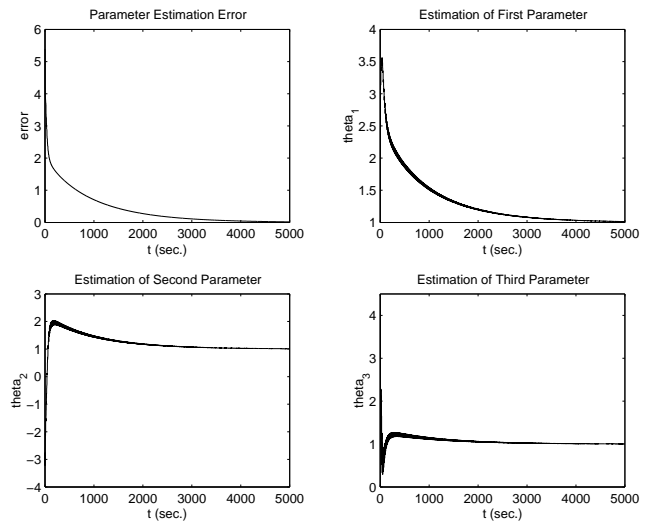 Parameter Estimation Error
6
5
4
3
2
1
0
error
0 1000 2000 3000 4000 5000
t (sec.)
Estimation of First Parameter
4
3.5
3
2.5
2
1.5
1
theta1
0 1000 2000 3000 4000 5000
t (sec.)
Estimation of Second Parameter
3
2
1
0
−1
−2
−3
−4
theta2
0 1000 2000 3000 4000 5000
t (sec.)
Estimation of Third Parameter
4
3
2
1
0
theta3
0 1000 2000 3000 4000 5000
t (sec.)